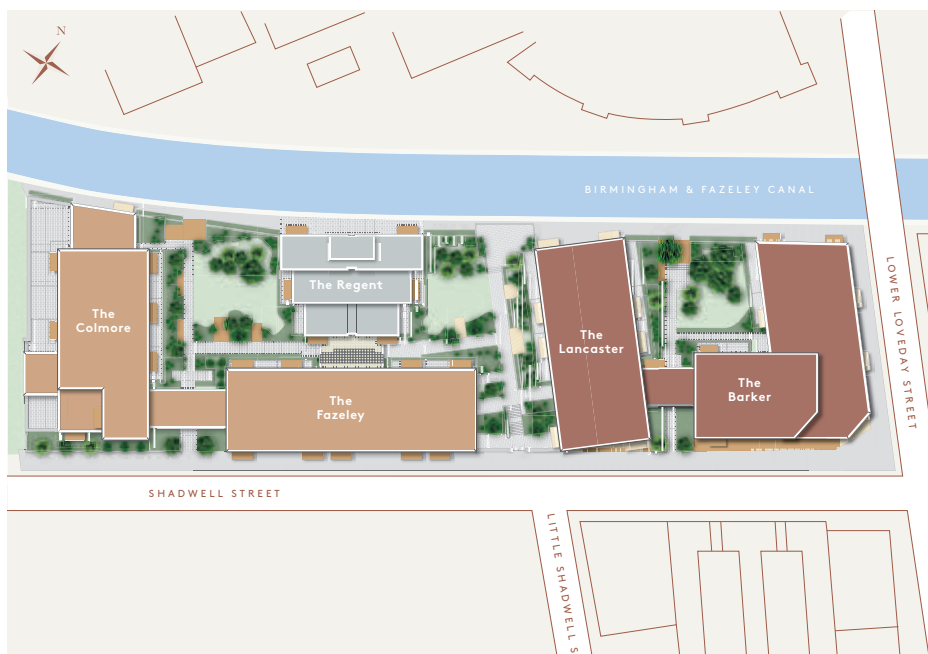 N
BIRMINGHAM & FAZELEY CANAL
The Regent
The
Colmore
The
Lancaster
The
Fazeley
The
Barker
LOWER LOVEDAY STREET
SHADWELL STREET
LITTLE SHADWELL S